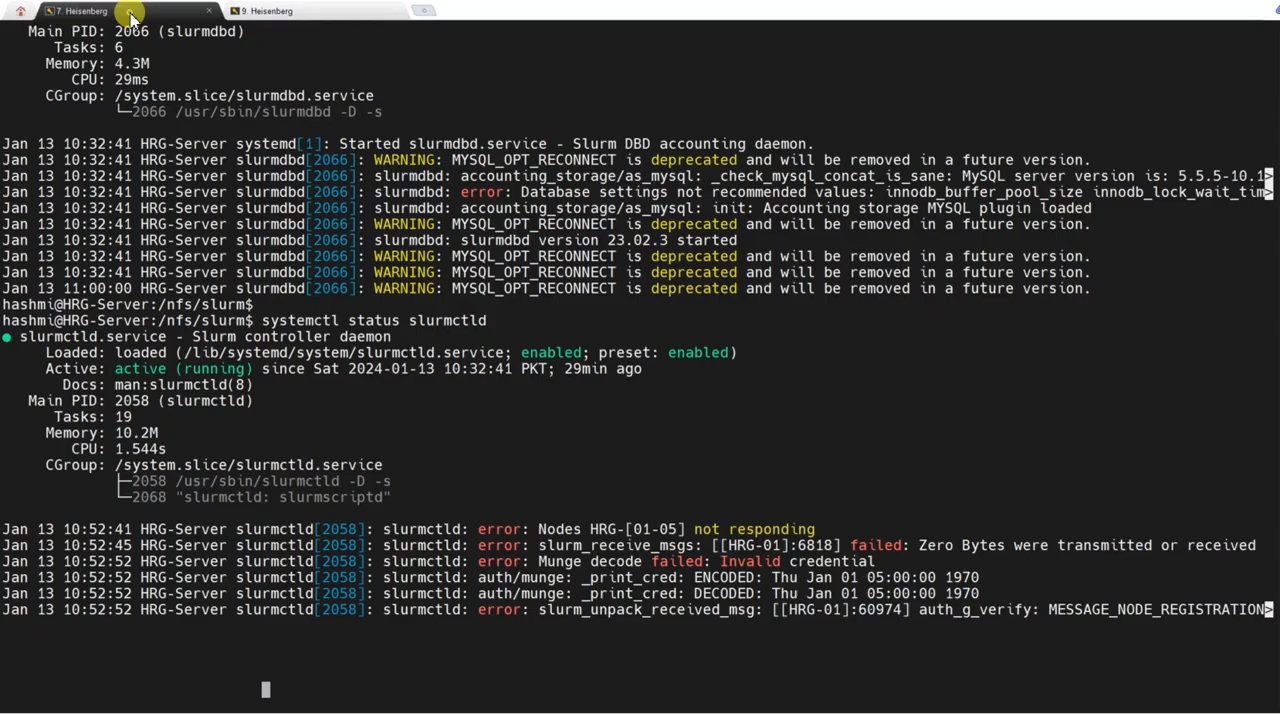 7. Heisenberg
9. Heisenberg
Main PID: 2066 (slurmdbd)
Tasks: 6
Memory: 4.3M
CPU: 29ms
CGroup: /system.slice/slurmdbd.service
└─2066 /usr/sbin/slurmdbd -D -s
Jan 13 10:32:41 HRG-Server systemd[1]: Started slurmdbd.service - Slurm DBD accounting daemon.
Jan 13 10:32:41 HRG-Server slurmdbd[2066]: WARNING: MYSQL_OPT_RECONNECT is deprecated and will be removed in a future version.
Jan 13 10:32:41 HRG-Server slurmdbd[2066]: slurmdbd: accounting_storage/as_mysql: _check_mysql_concat_is_sane: MySQL server version is: 5.5.5-10.1>
Jan 13 10:32:41 HRG-Server slurmdbd[2066]: error: Database settings not recommended values: innodb_buffer_pool_size innodb_lock_wait_tim>
Jan 13 10:32:41 HRG-Server slurmdbd[2066]: slurmdbd: accounting_storage/as_mysql: init: Accounting storage MYSQL plugin loaded
Jan 13 10:32:41 HRG-Server slurmdbd[2066]: WARNING: MYSQL_OPT_RECONNECT is deprecated and will be removed in a future version.
Jan 13 10:32:41 HRG-Server slurmdbd[2066]: slurmdbd: slurmdbd version 23.02.3 started
Jan 13 10:32:41 HRG-Server slurmdbd[2066]: WARNING: MYSQL_OPT_RECONNECT is deprecated and will be removed in a future version.
Jan 13 10:32:41 HRG-Server slurmdbd[2066]: WARNING: MYSQL_OPT_RECONNECT is deprecated and will be removed in a future version.
Jan 13 11:00:00 HRG-Server slurmdbd[2066]: WARNING: MYSQL_OPT_RECONNECT is deprecated and will be removed in a future version.
hashmi@HRG-Server:/nfs/slurm$
hashmi@HRG-Server:/nfs/slurm$ systemctl status slurmctld
● slurmctld.service - Slurm controller daemon
Loaded: loaded (/lib/systemd/system/slurmctld.service; enabled; preset: enabled)
Active: active (running) since Sat 2024-01-13 10:32:41 PKT; 29min ago
Docs: man:slurmctld(8)
Main PID: 2058 (slurmctld)
Tasks: 19
Memory: 10.2M
CPU: 1.544s
CGroup: /system.slice/slurmctld.service
├─2058 /usr/sbin/slurmctld -D -s
└─2068 "slurmctld: slurmscriptd"
Jan 13 10:52:41 HRG-Server slurmctld[2058]: slurmctld: error: Nodes HRG-[01-05] not responding
Jan 13 10:52:45 HRG-Server slurmctld[2058]: slurmctld: error: slurm_receive_msgs: [[HRG-01]:6818] failed: Zero Bytes were transmitted or received
Jan 13 10:52:52 HRG-Server slurmctld[2058]: slurmctld: error: Munge decode failed: Invalid credential
Jan 13 10:52:52 HRG-Server slurmctld[2058]: slurmctld: auth/munge: _print_cred: ENCODED: Thu Jan 01 05:00:00 1970
Jan 13 10:52:52 HRG-Server slurmctld[2058]: slurmctld: auth/munge: _print_cred: DECODED: Thu Jan 01 05:00:00 1970
Jan 13 10:52:52 HRG-Server slurmctld[2058]: slurmctld: error: slurm_unpack_received_msg: [[HRG-01]:60974] auth_g_verify: MESSAGE_NODE_REGISTRATION>